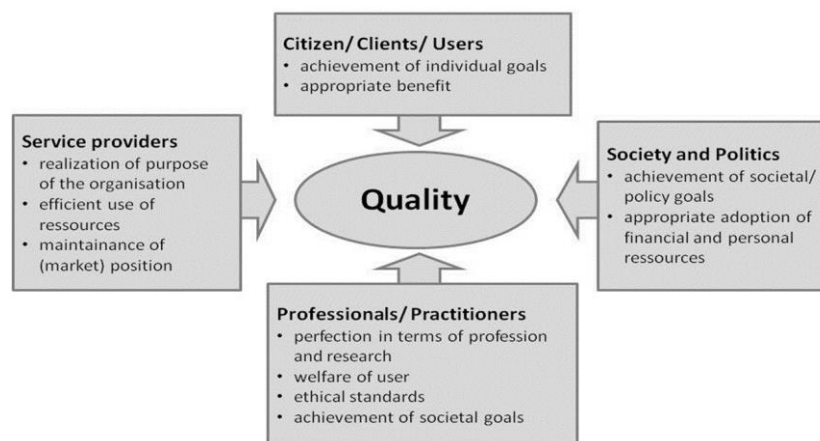 Citizen/ Clients/ Users
• achievement of individual goals
• appropriate benefit
Service providers
• realization of purpose
of the organisation
• efficient use of
ressources
• maintainance of
(market) position
Quality
Society and Politics
• achievement of societal/
policy goals
• appropriate adoption of
financial and personal
ressources
Professionals/ Practitioners
• perfection in terms of profession
and research
• welfare of user
• ethical standards
• achievement of societal goals